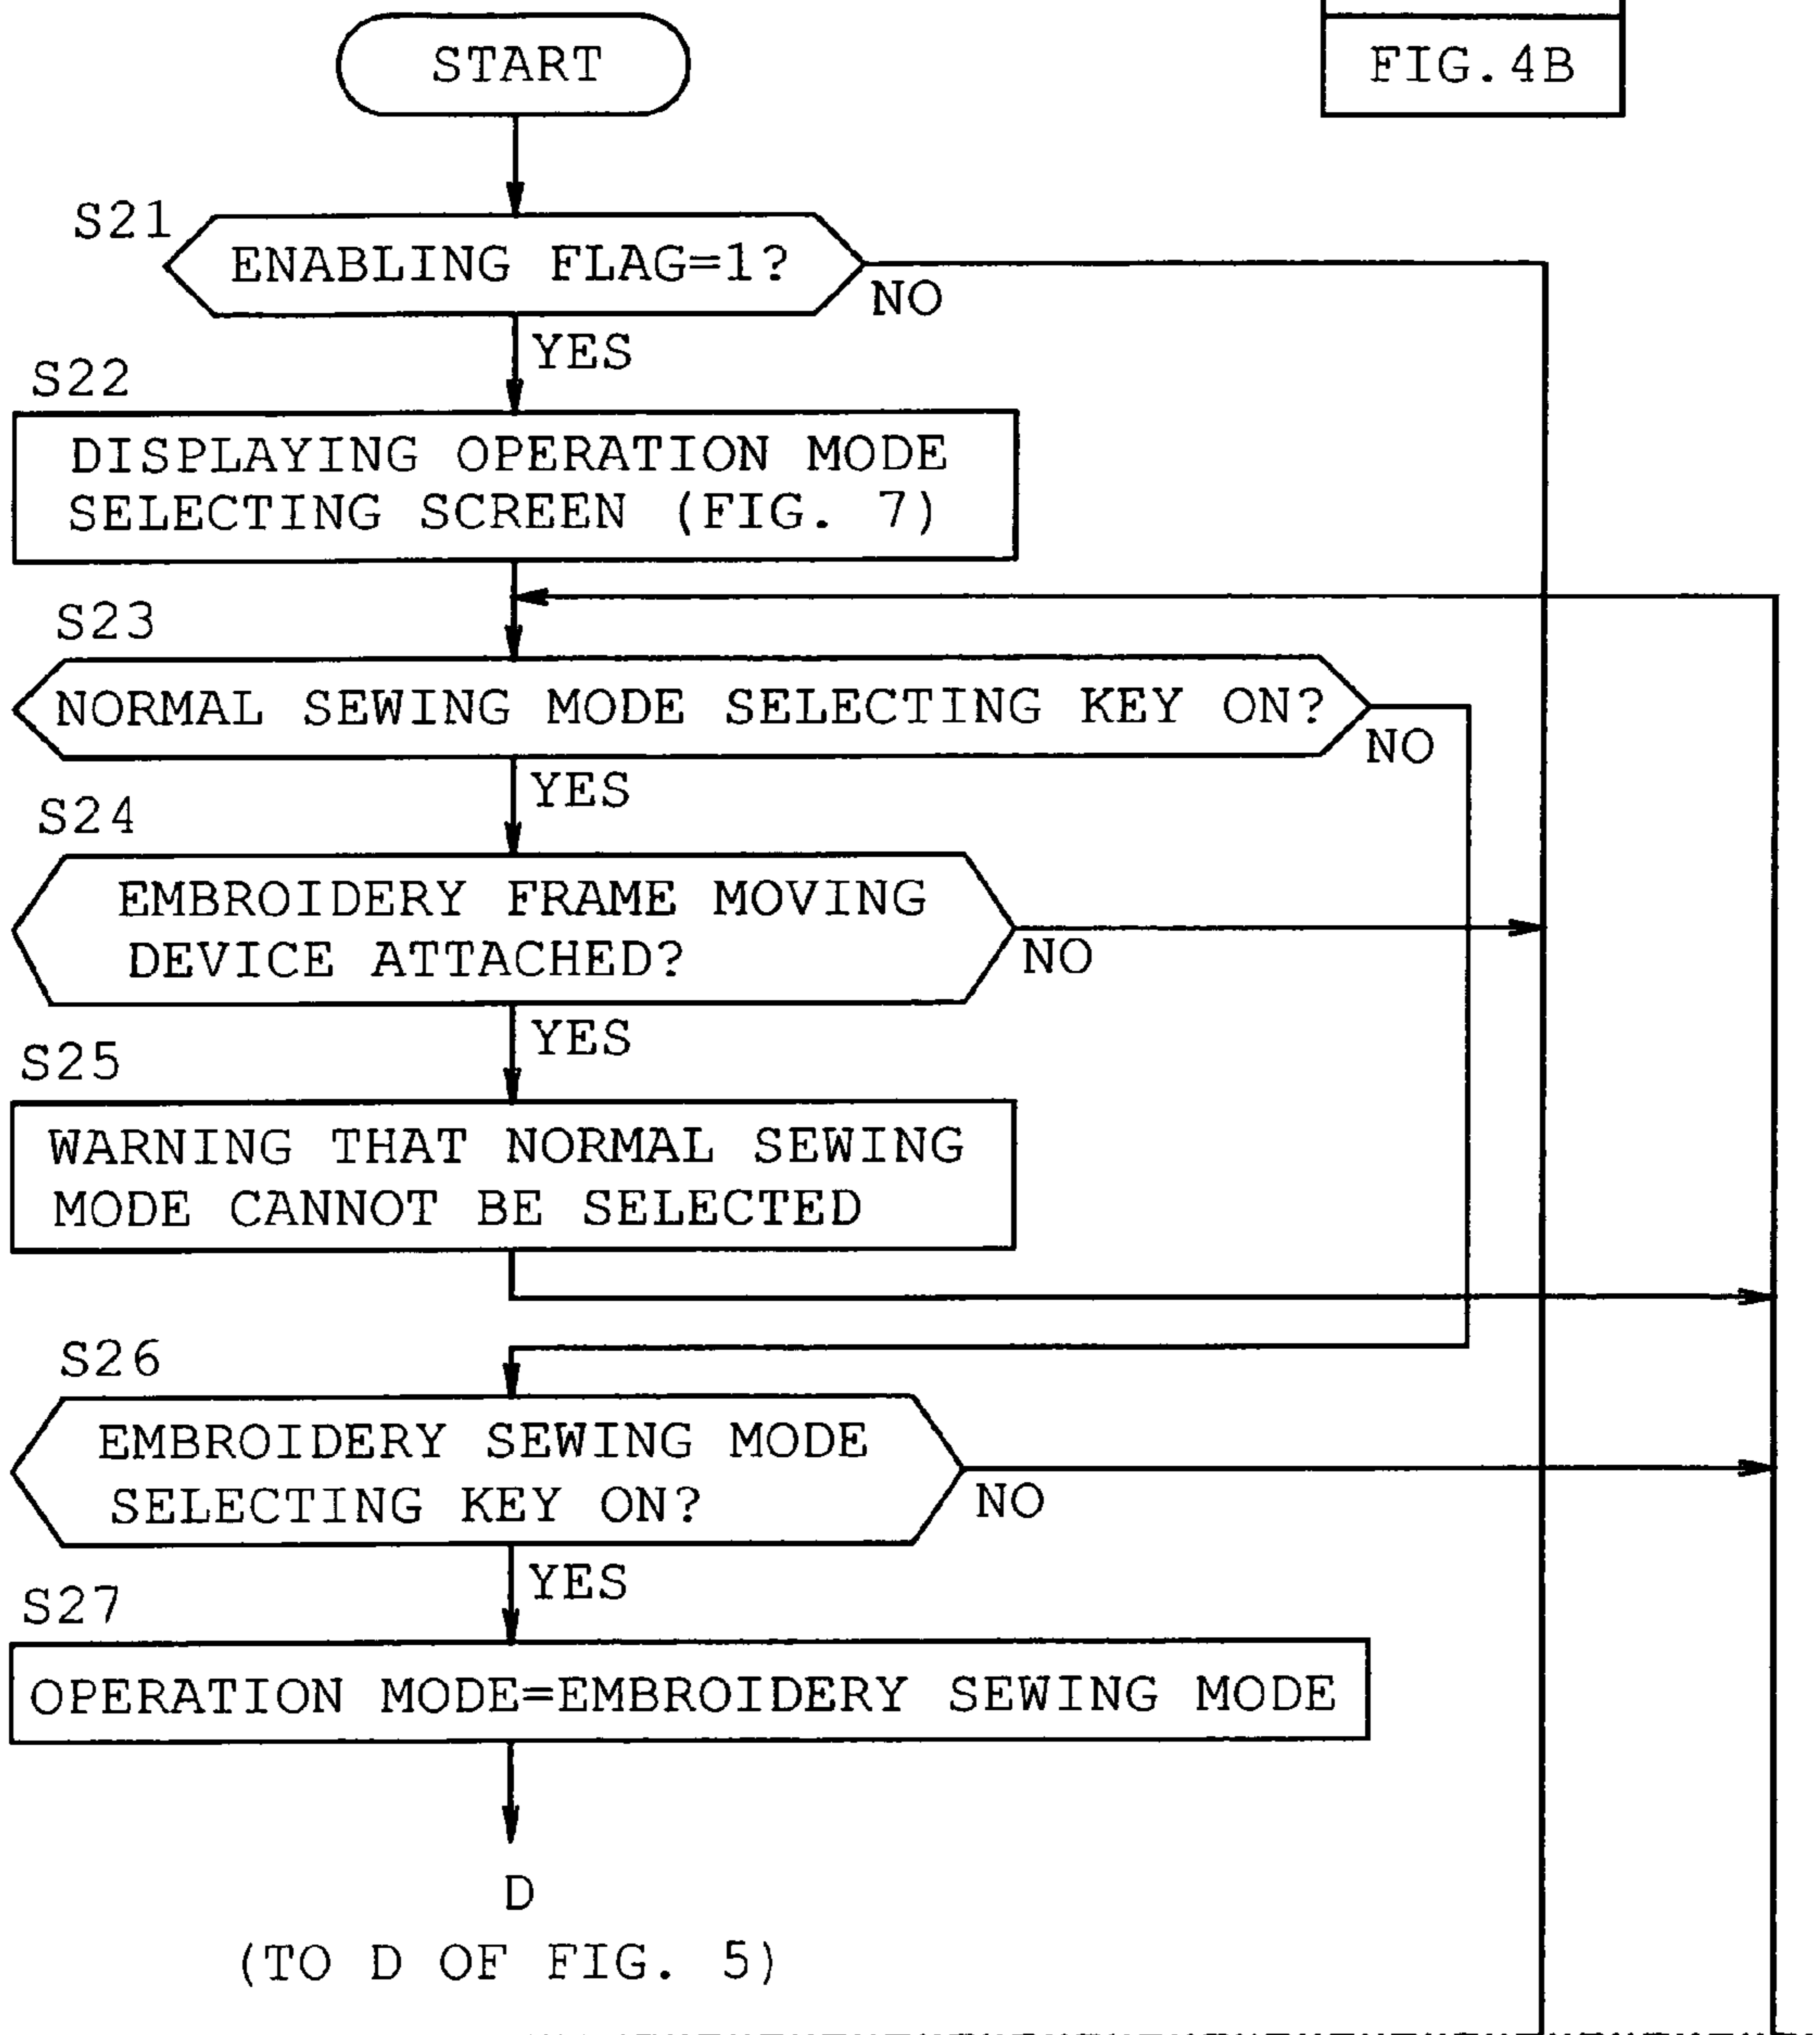 START
FIG.4B
S21
ENABLING FLAG=1?
NO
YES
S22
DISPLAYING OPERATION MODE
SELECTING SCREEN (FIG. 7)
S23
NORMAL SEWING MODE SELECTING KEY ON?
NO
YES
S24
EMBROIDERY FRAME MOVING
DEVICE ATTACHED?
NO
YES
S25
WARNING THAT NORMAL SEWING
MODE CANNOT BE SELECTED
S26
EMBROIDERY SEWING MODE
SELECTING KEY ON?
NO
YES
S27
OPERATION MODE=EMBROIDERY SEWING MODE
D
(TO D OF FIG. 5)